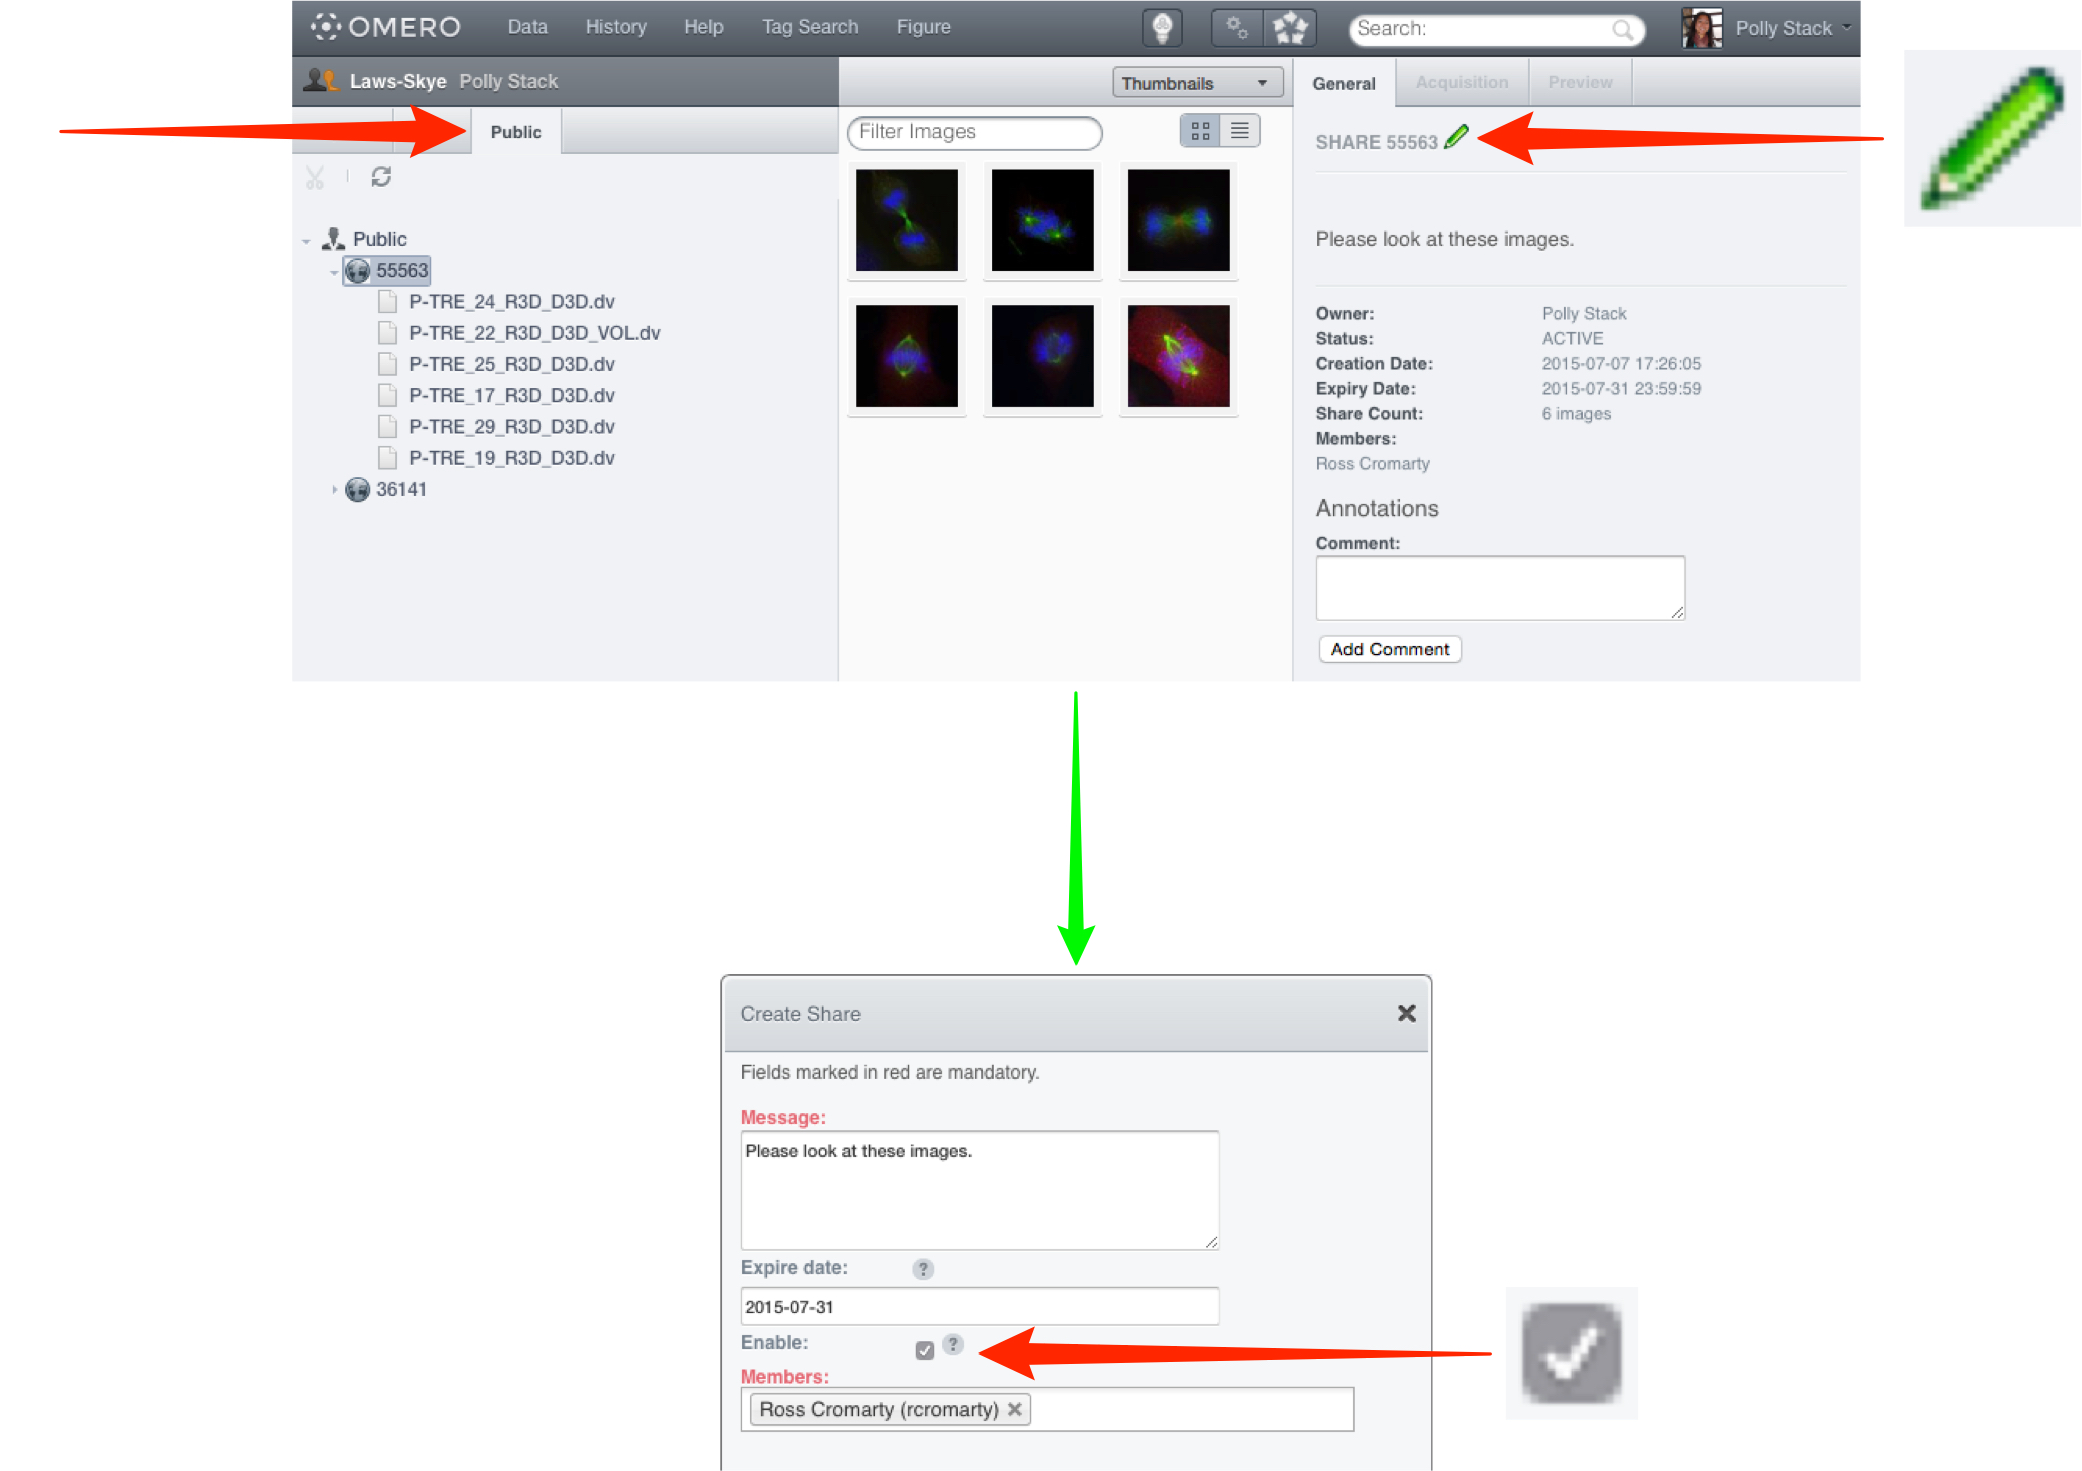 OMERO Data History Help Tag Search Figure Search: Polly Stack
Laws-Skye Polly Stack
Thumbnails
General Acquisition Preview
Public
Filter Images
SHARE 55563
Public
55563
P-TRE_24_R3D_D3D.dv
P-TRE_22_R3D_D3D_VOL.dv
P-TRE_25_R3D_D3D.dv
P-TRE_17_R3D_D3D.dv
P-TRE_29_R3D_D3D.dv
P-TRE_19_R3D_D3D.dv
36141
Please look at these images.
Owner: Polly Stack
Status: ACTIVE
Creation Date: 2015-07-07 17:26:05
Expiry Date: 2015-07-31 23:59:59
Share Count: 6 images
Members:
Ross Cromarty
Annotations
Comment:
Add Comment
Create Share
Fields marked in red are mandatory.
Message:
Please look at these images.
Expire date: ?
2015-07-31
Enable: ?
Members:
Ross Cromarty (rcromarty)